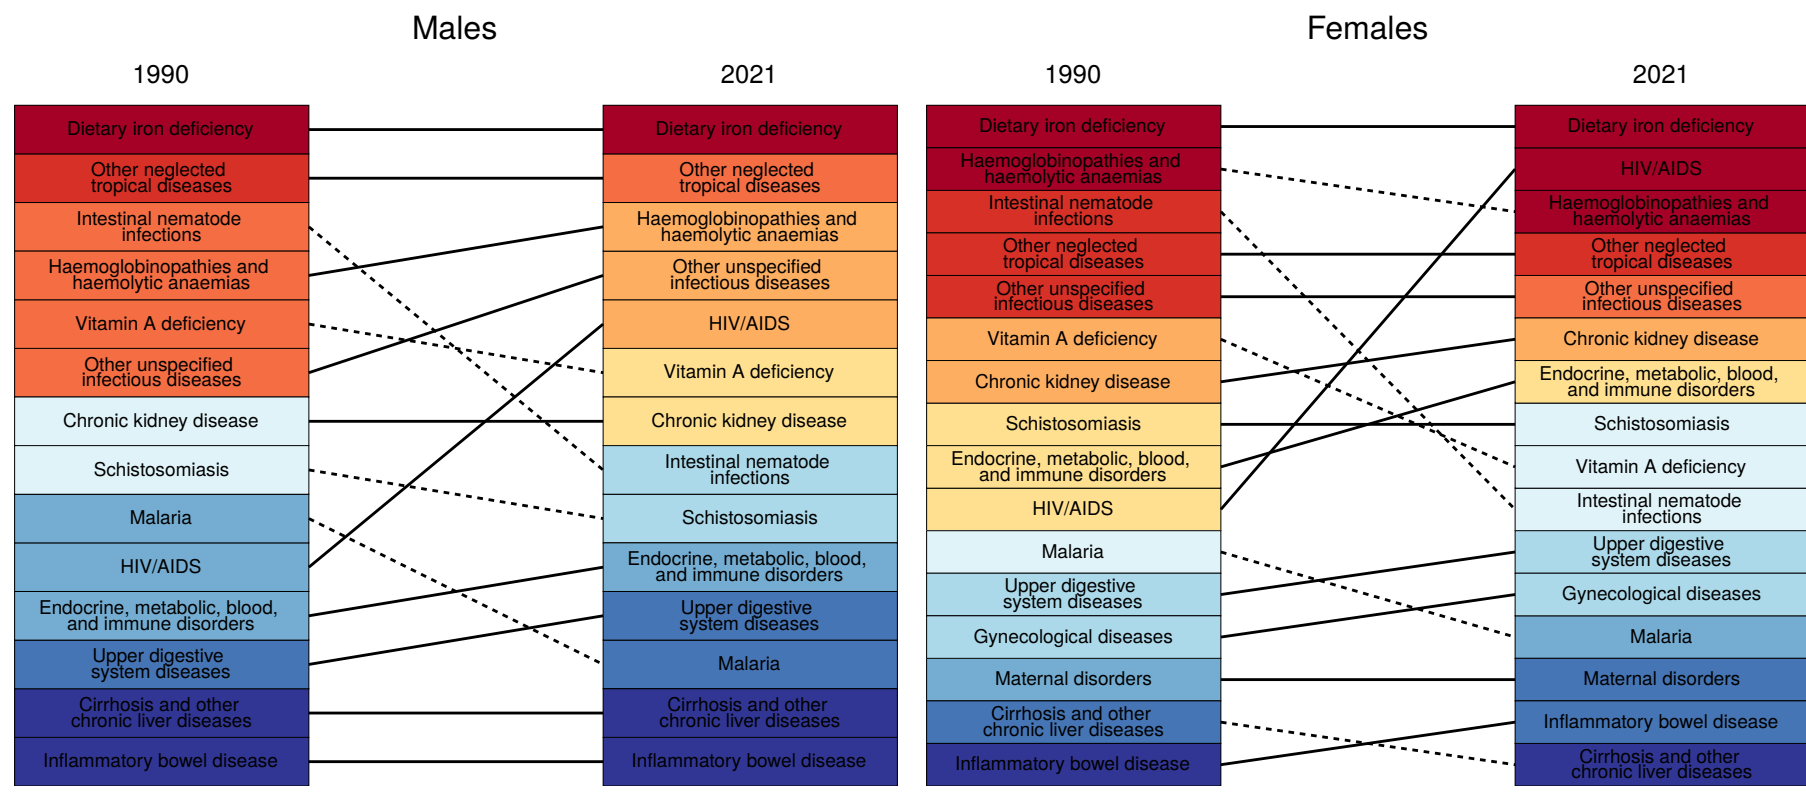 Males
1990
2021
Dietary iron deficiency
Other neglected
tropical diseases
Intestinal nematode
infections
Haemoglobinopathies and
haemolytic anaemias
Vitamin A deficiency
Other unspecified
infectious diseases
Chronic kidney disease
Schistosomiasis
Malaria
HIV/AIDS
Endocrine, metabolic, blood,
and immune disorders
Upper digestive
system diseases
Cirrhosis and other
chronic liver diseases
Inflammatory bowel disease
Dietary iron deficiency
Other neglected
tropical diseases
Haemoglobinopathies and
haemolytic anaemias
Other unspecified
infectious diseases
HIV/AIDS
Vitamin A deficiency
Chronic kidney disease
Intestinal nematode
infections
Schistosomiasis
Endocrine, metabolic, blood,
and immune disorders
Upper digestive
system diseases
Malaria
Cirrhosis and other
chronic liver diseases
Inflammatory bowel disease
Females
1990
2021
Dietary iron deficiency
Haemoglobinopathies and
haemolytic anaemias
Intestinal nematode
infections
Other neglected
tropical diseases
Other unspecified
infectious diseases
Vitamin A deficiency
Chronic kidney disease
Schistosomiasis
Endocrine, metabolic, blood,
and immune disorders
HIV/AIDS
Malaria
Upper digestive
system diseases
Gynecological diseases
Maternal disorders
Cirrhosis and other
chronic liver diseases
Inflammatory bowel disease
Dietary iron deficiency
HIV/AIDS
Haemoglobinopathies and
haemolytic anaemias
Other neglected
tropical diseases
Other unspecified
infectious diseases
Chronic kidney disease
Endocrine, metabolic, blood,
and immune disorders
Schistosomiasis
Vitamin A deficiency
Intestinal nematode
infections
Upper digestive
system diseases
Gynecological diseases
Malaria
Maternal disorders
Inflammatory bowel disease
Cirrhosis and other
chronic liver diseases